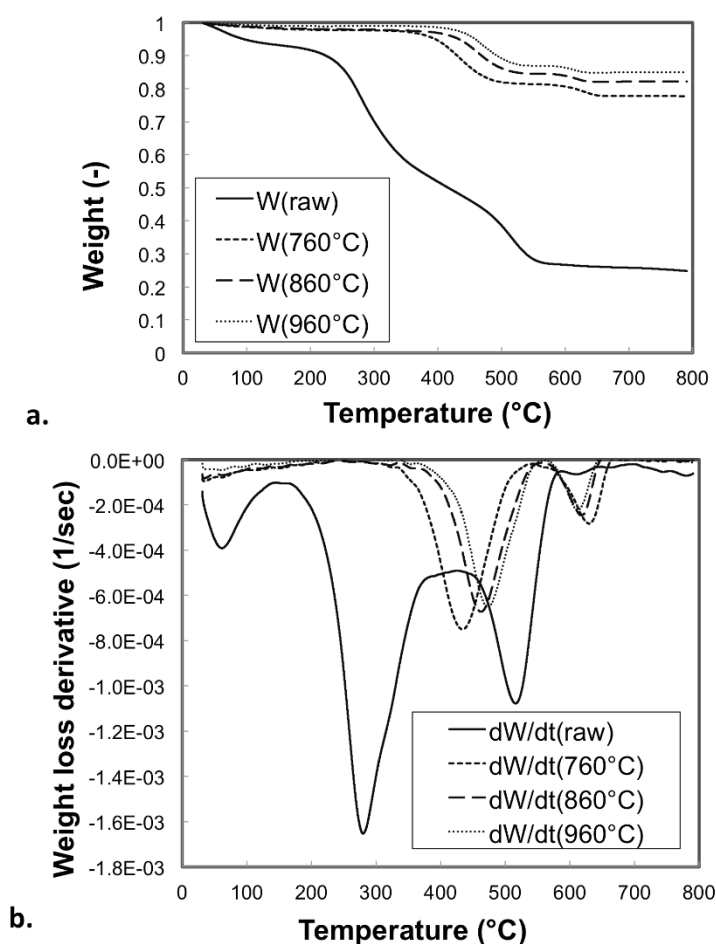 1
0.9
0.8
0.7
0.6
0.5
0.4
0.3
0.2
0.1
0
Weight (-)
W(raw)
W(760°C)
W(860°C)
W(960°C)
0 100 200 300 400 500 600 700 800
Temperature (°C)
a.
0.0E+00
-2.0E-04
-4.0E-04
-6.0E-04
-8.0E-04
-1.0E-03
-1.2E-03
-1.4E-03
-1.6E-03
-1.8E-03
Weight loss derivative (1/sec)
dW/dt(raw)
dW/dt(760°C)
dW/dt(860°C)
dW/dt(960°C)
0 100 200 300 400 500 600 700 800
Temperature (°C)
b.